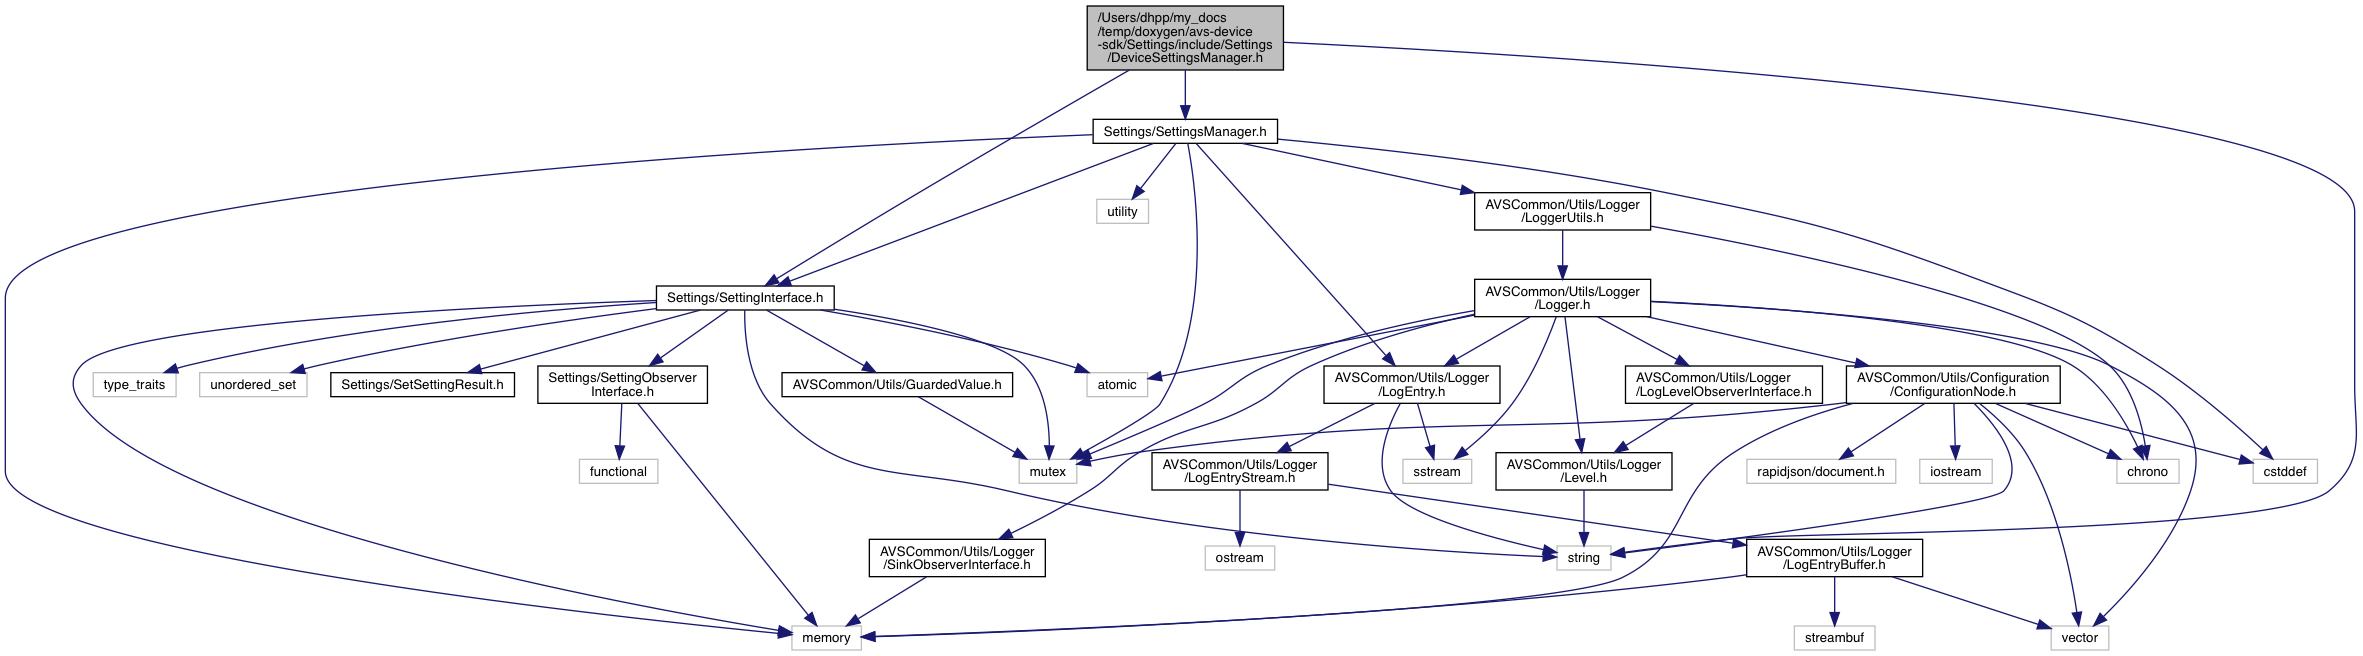 /Users/dhpp/my_docs
/temp/doxygen/avs-device
-sdk/Settings/include/Settings
/DeviceSettingsManager.h
Settings/SettingsManager.h
utility
AVSCommon/Utils/Logger
/LoggerUtils.h
Settings/SettingInterface.h
AVSCommon/Utils/Logger
/Logger.h
type_traits
unordered_set
Settings/SetSettingResult.h
Settings/SettingObserver
Interface.h
AVSCommon/Utils/GuardedValue.h
atomic
AVSCommon/Utils/Logger
/LogEntry.h
AVSCommon/Utils/Logger
/LogLevelObserverInterface.h
AVSCommon/Utils/Configuration
/ConfigurationNode.h
functional
mutex
AVSCommon/Utils/Logger
/LogEntryStream.h
sstream
AVSCommon/Utils/Logger
/Level.h
rapidjson/document.h
iostream
chrono
cstddef
AVSCommon/Utils/Logger
/SinkObserverInterface.h
ostream
string
AVSCommon/Utils/Logger
/LogEntryBuffer.h
memory
streambuf
vector